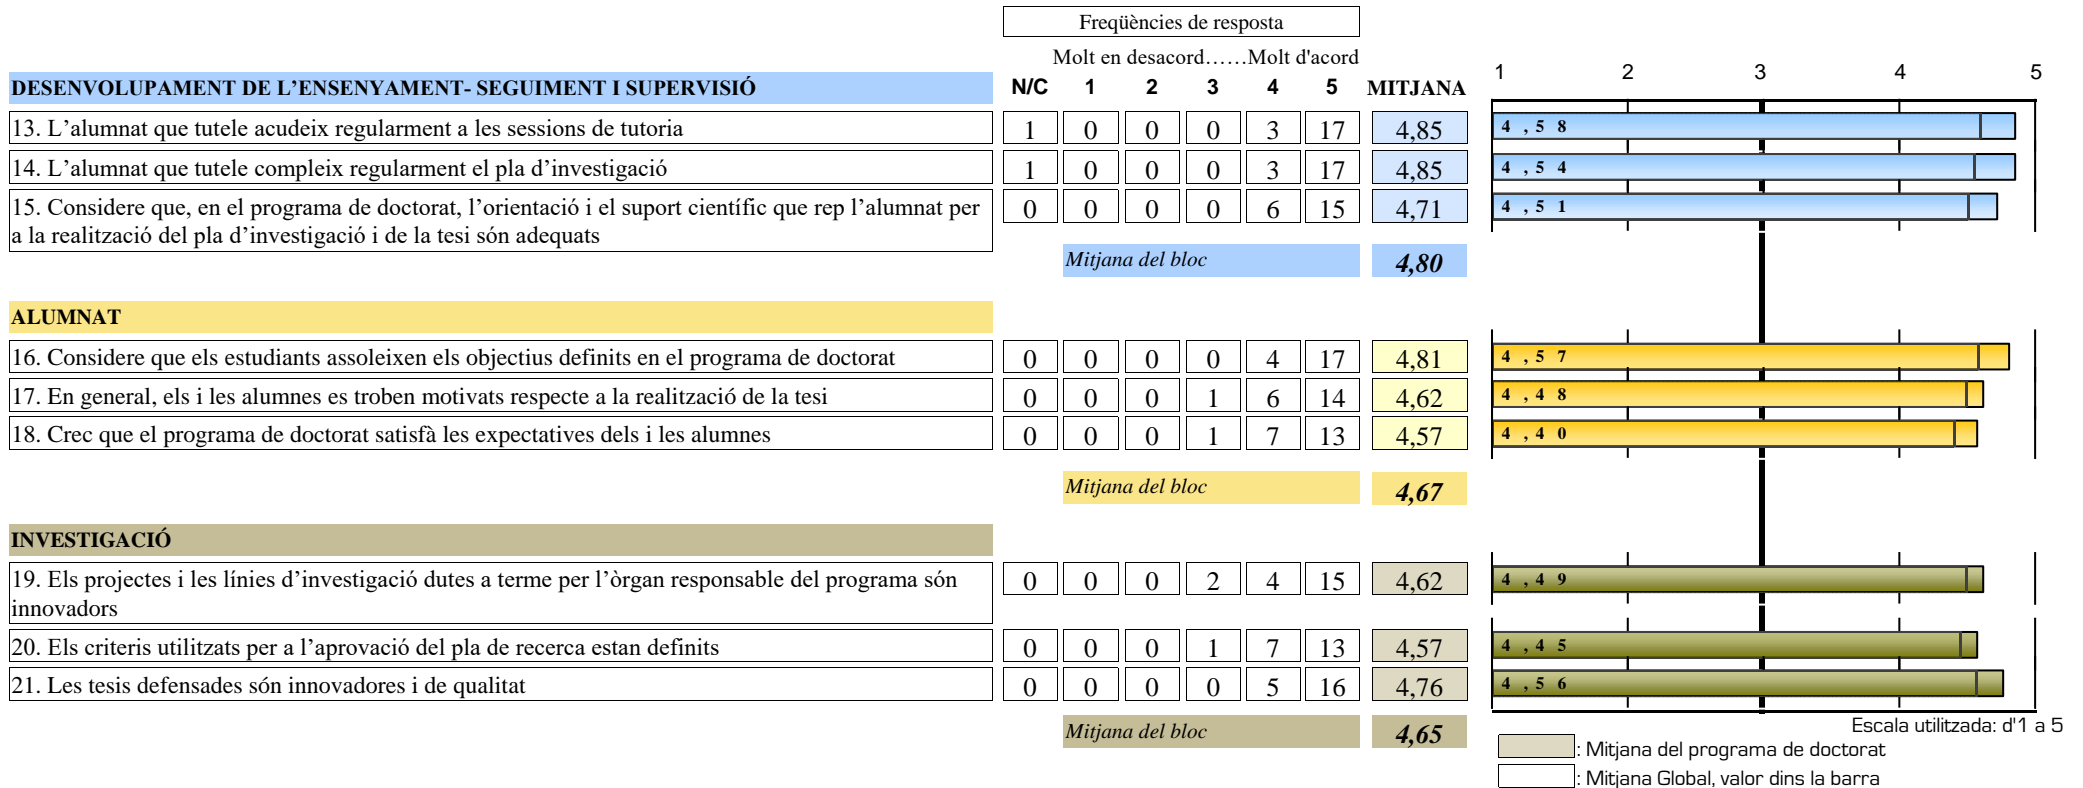 Freqüències de resposta
Molt en desacord……Molt d'acord
DESENVOLUPAMENT DE L’ENSENYAMENT- SEGUIMENT I SUPERVISIÓ N/C 1 2 3 4 5 MITJANA 1 2 3 4 5
13. L’alumnat que tutele acudeix regularment a les sessions de tutoria 1 0 0 0 3 17 4,85 4,58
14. L’alumnat que tutele compleix regularment el pla d’investigació 1 0 0 0 3 17 4,85 4,54
15. Considere que, en el programa de doctorat, l’orientació i el suport científic que rep l’alumnat per 0 0 0 0 6 15 4,71 4,51
a la realització del pla d’investigació i de la tesi són adequats
Mitjana del bloc 4,80
ALUMNAT
16. Considere que els estudiants assoleixen els objectius definits en el programa de doctorat 0 0 0 0 4 17 4,81 4,57
17. En general, els i les alumnes es troben motivats respecte a la realització de la tesi 0 0 0 1 6 14 4,62 4,48
18. Crec que el programa de doctorat satisfà les expectatives dels i les alumnes 0 0 0 1 7 13 4,57 4,40
Mitjana del bloc 4,67
INVESTIGACIÓ
19. Els projectes i les línies d’investigació dutes a terme per l’òrgan responsable del programa són 0 0 0 2 4 15 4,62 4,49
innovadors
20. Els criteris utilitzats per a l’aprovació del pla de recerca estan definits 0 0 0 1 7 13 4,57 4,45
21. Les tesis defensades són innovadores i de qualitat 0 0 0 0 5 16 4,76 4,56
Mitjana del bloc 4,65
Escala utilitzada: d'1 a 5
: Mitjana del programa de doctorat
: Mitjana Global, valor dins la barra